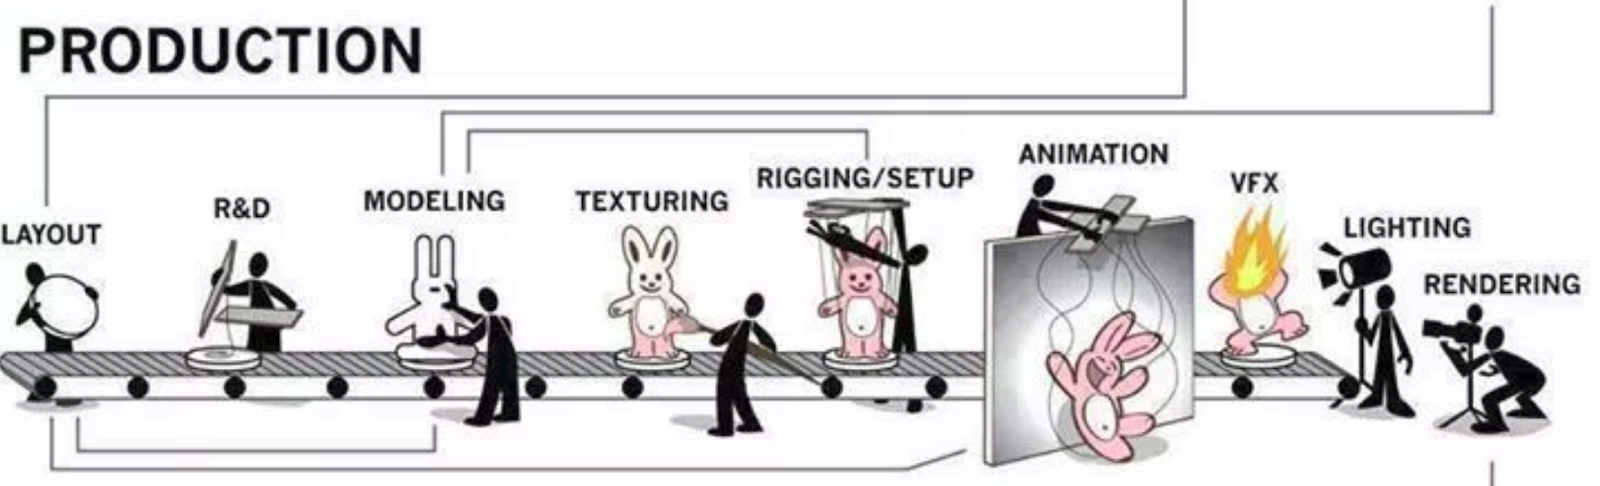 PRODUCTION
LAYOUT
R&D
MODELING
TEXTURING
RIGGING/SETUP
ANIMATION
VFX
LIGHTING
RENDERING